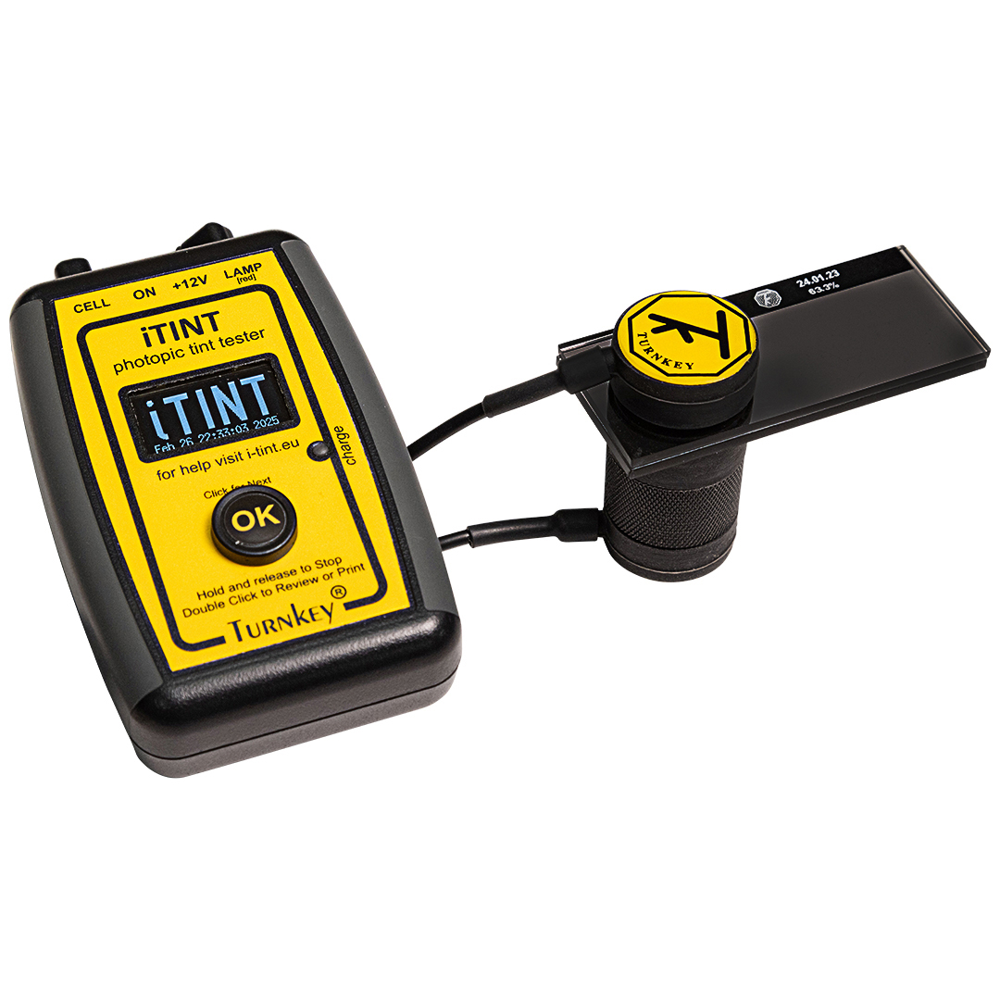 CELL ON +12V LAMP
[red]
iTINT
photopic tint tester
iTINT
Feb 26 22:33:03 2025
charge
for help visit i-tint.eu
Click for Next
OK
Hold and release to Stop
Double Click to Review or Print
TURNKEY®
TURNKEY
24.01.23
63.3%